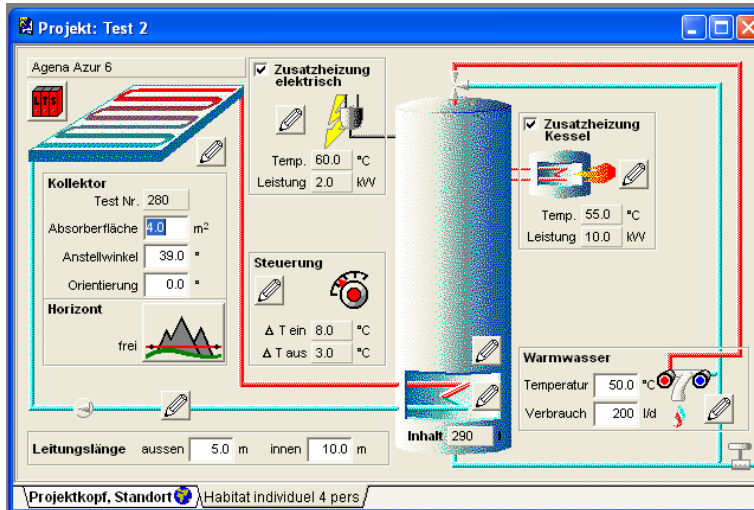 Projekt: Test 2
Agena Azur 6
LTS
Kollektor
Test Nr. 280
Absorberfläche 4.0 m²
Anstellwinkel 39.0 °
Orientierung 0.0 °
Horizont
frei
Zusatzheizung
elektrisch
Temp. 60.0 °C
Leistung 2.0 kW
Steuerung
Δ T ein 8.0 °C
Δ T aus 3.0 °C
Zusatzheizung
Kessel
Temp. 55.0 °C
Leistung 10.0 kW
Warmwasser
Temperatur 50.0 °C
Verbrauch 200 l/d
Inhalt 290 l
Leitungslänge aussen 5.0 m innen 10.0 m
Projektkopf, Standort Habitat individuel 4 pers